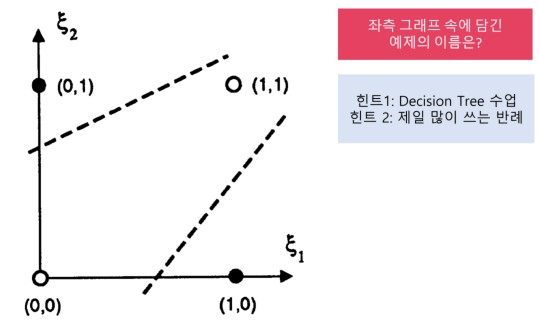 ξ₂
(0,1)
(1,1)
ξ₁
(0,0)
(1,0)
좌측 그래프 속에 담긴
예제의 이름은?
힌트1: Decision Tree 수업
힌트 2: 제일 많이 쓰는 반례